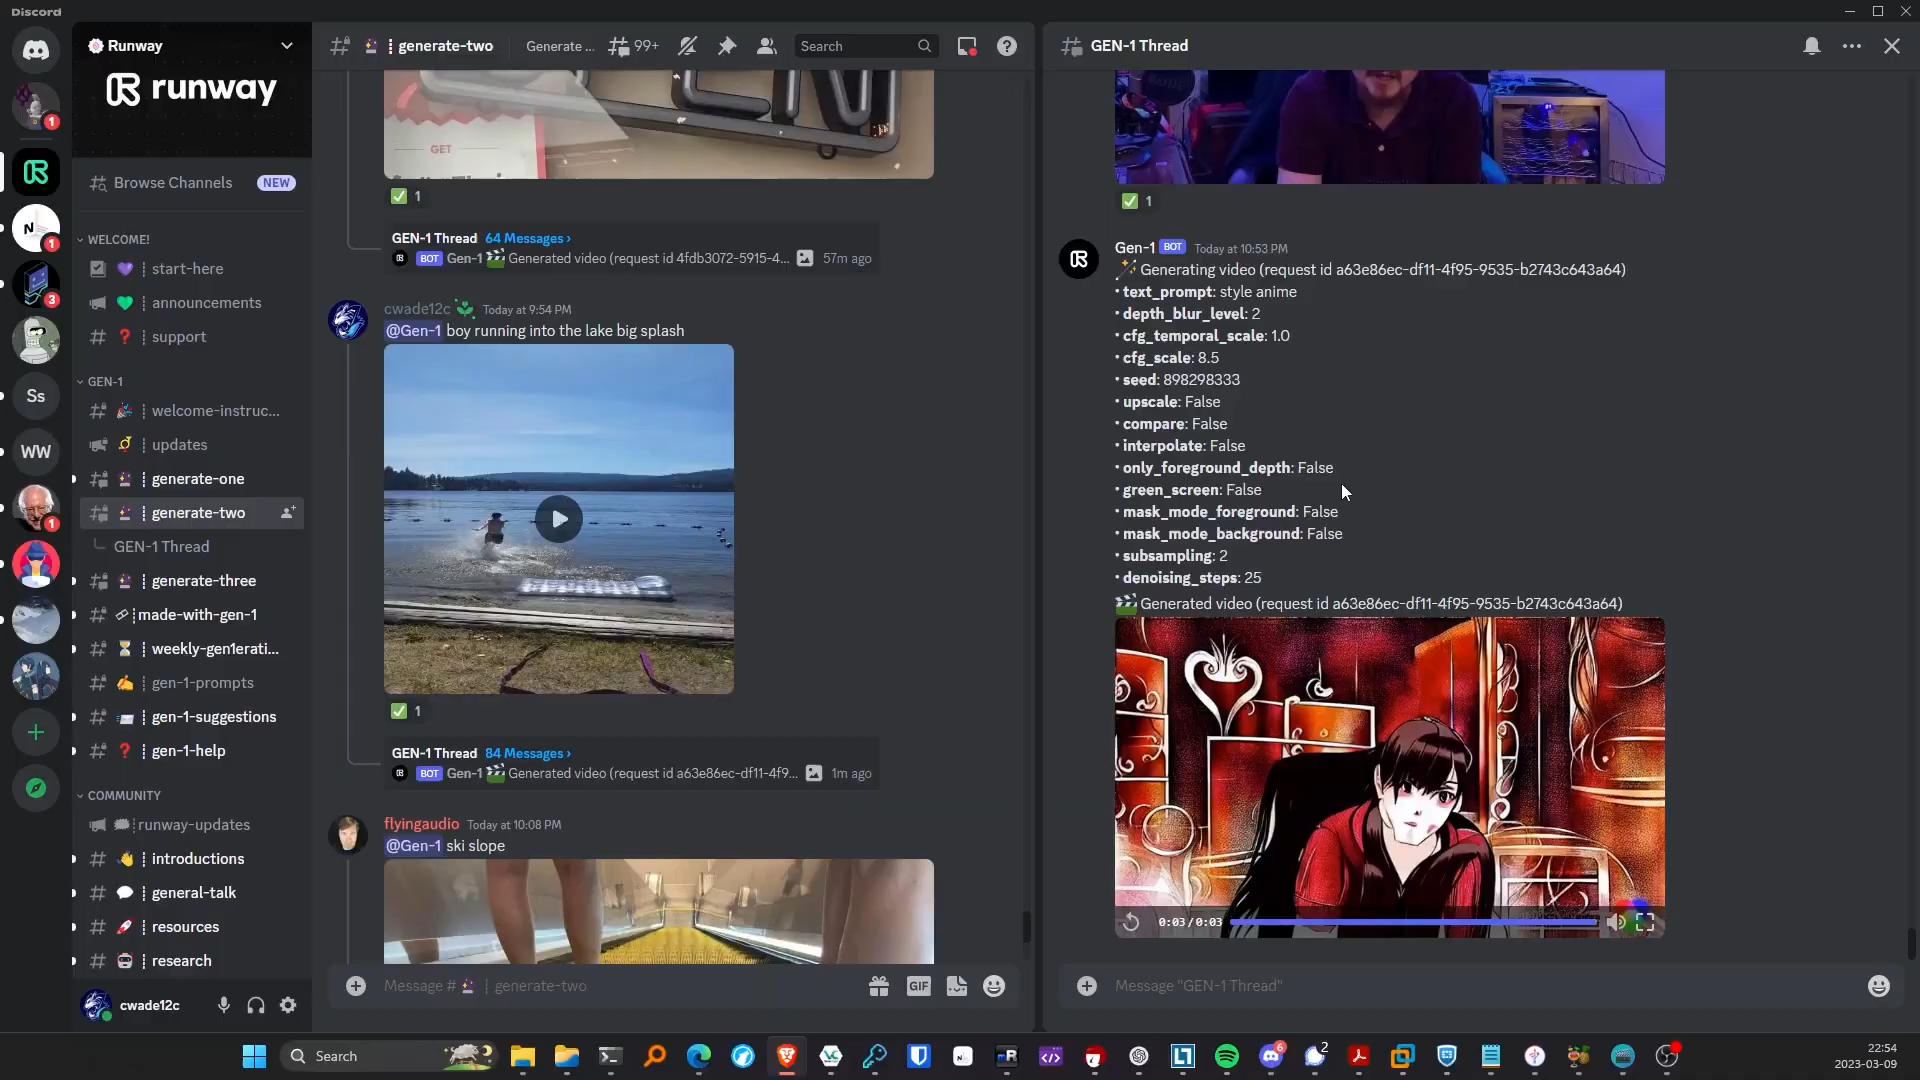 Discord
Runway
runway
Browse Channels NEW
WELCOME!
start-here
announcements
support
GEN-1
welcome-instruc...
updates
generate-one
generate-two
GEN-1 Thread
generate-three
made-with-gen-1
weekly-gen1erati...
gen-1-prompts
gen-1-suggestions
gen-1-help
COMMUNITY
runway-updates
introductions
general-talk
resources
research
cwade12c
1
1
3
Ss
WW
1
generate-two Generate ... 99+ Search
GET
1
GEN-1 Thread 64 Messages ›
BOT Gen-1 Generated video (request id 4fdb3072-5915-4... 57m ago
cwade12c Today at 9:54 PM
@Gen-1 boy running into the lake big splash
1
GEN-1 Thread 84 Messages ›
BOT Gen-1 Generated video (request id a63e86ec-df11-4f9... 1m ago
flyingaudio Today at 10:08 PM
@Gen-1 ski slope
Message # generate-two
GIF
GEN-1 Thread
1
Gen-1 BOT Today at 10:53 PM
Generating video (request id a63e86ec-df11-4f95-9535-b2743c643a64)
• text_prompt: style anime
• depth_blur_level: 2
• cfg_temporal_scale: 1.0
• cfg_scale: 8.5
• seed: 898298333
• upscale: False
• compare: False
• interpolate: False
• only_foreground_depth: False
• green_screen: False
• mask_mode_foreground: False
• mask_mode_background: False
• subsampling: 2
• denoising_steps: 25
Generated video (request id a63e86ec-df11-4f95-9535-b2743c643a64)
0:03/0:03
Message "GEN-1 Thread"
Search
6
2
22:54
2023-03-09